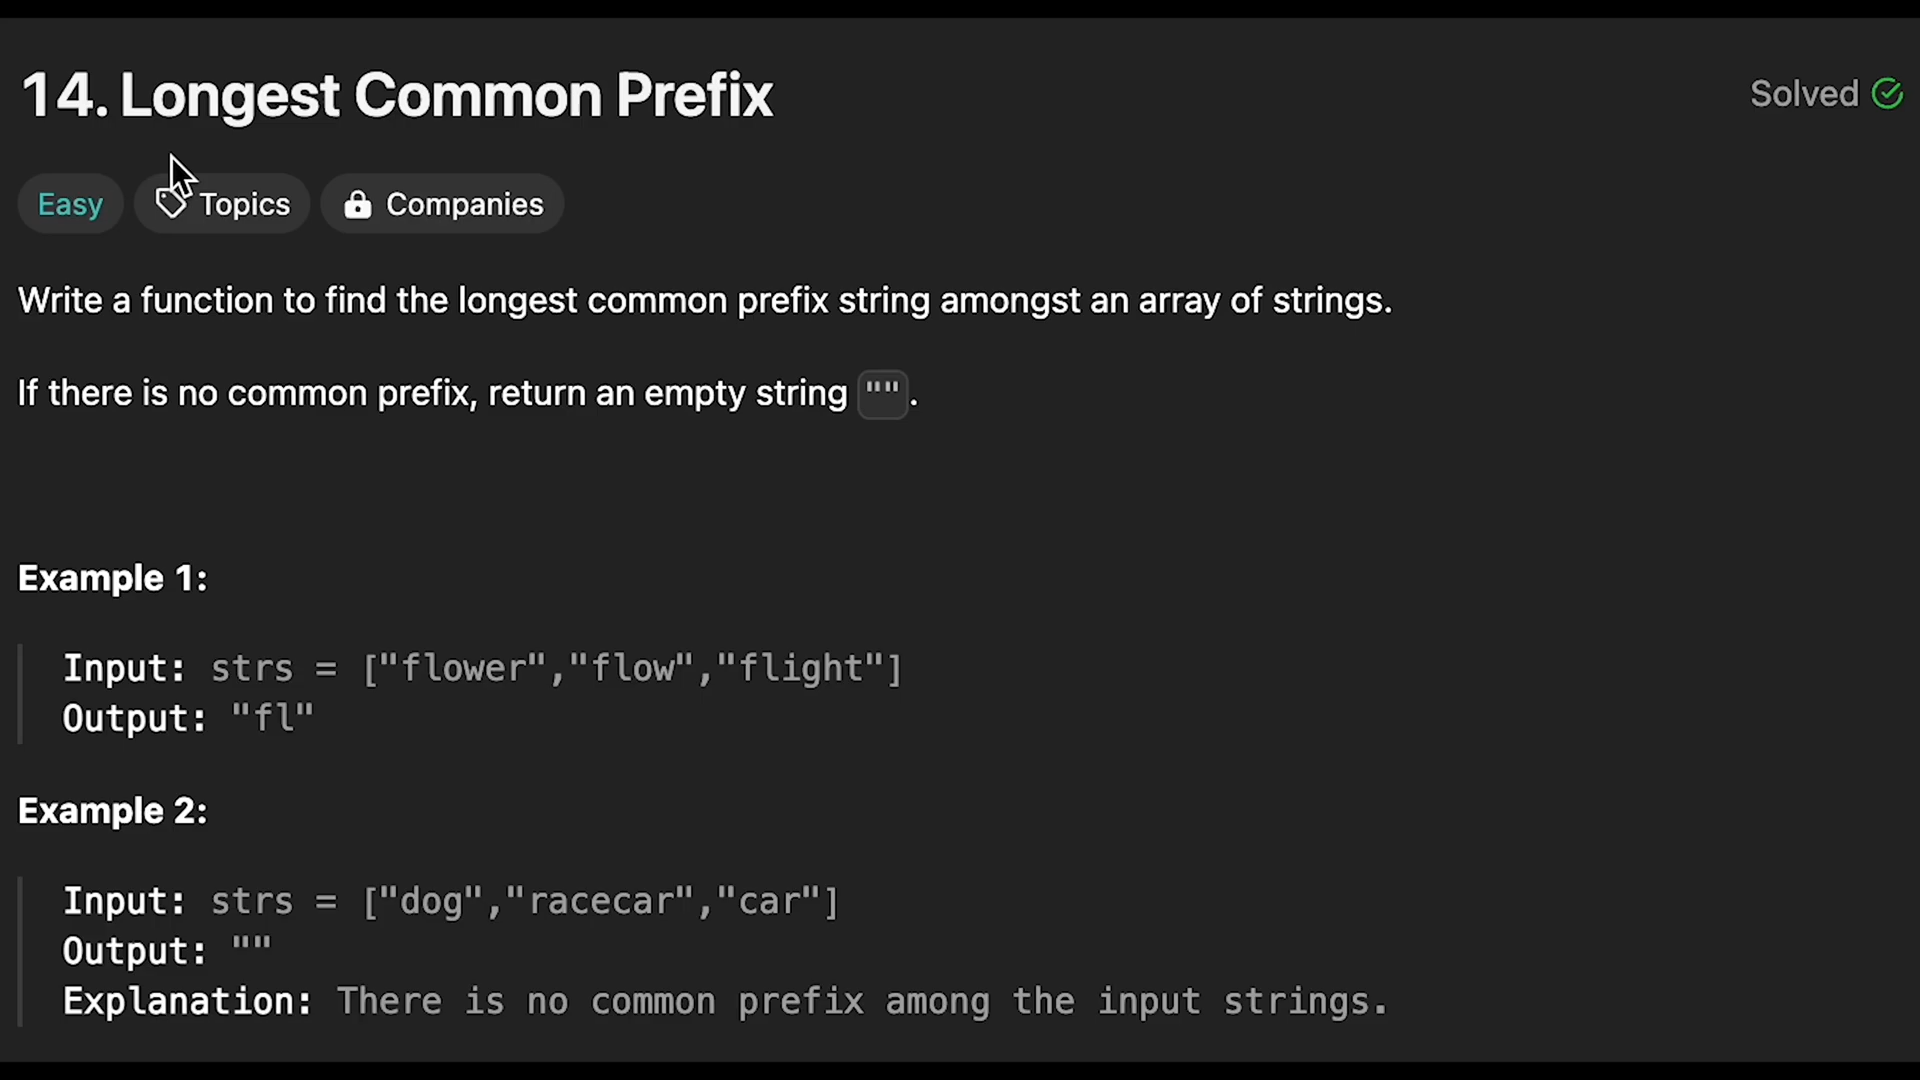 14. Longest Common Prefix
Solved
Easy
Topics
Companies
Write a function to find the longest common prefix string amongst an array of strings.
If there is no common prefix, return an empty string "".
Example 1:
Input: strs = ["flower","flow","flight"]
Output: "fl"
Example 2:
Input: strs = ["dog","racecar","car"]
Output: ""
Explanation: There is no common prefix among the input strings.